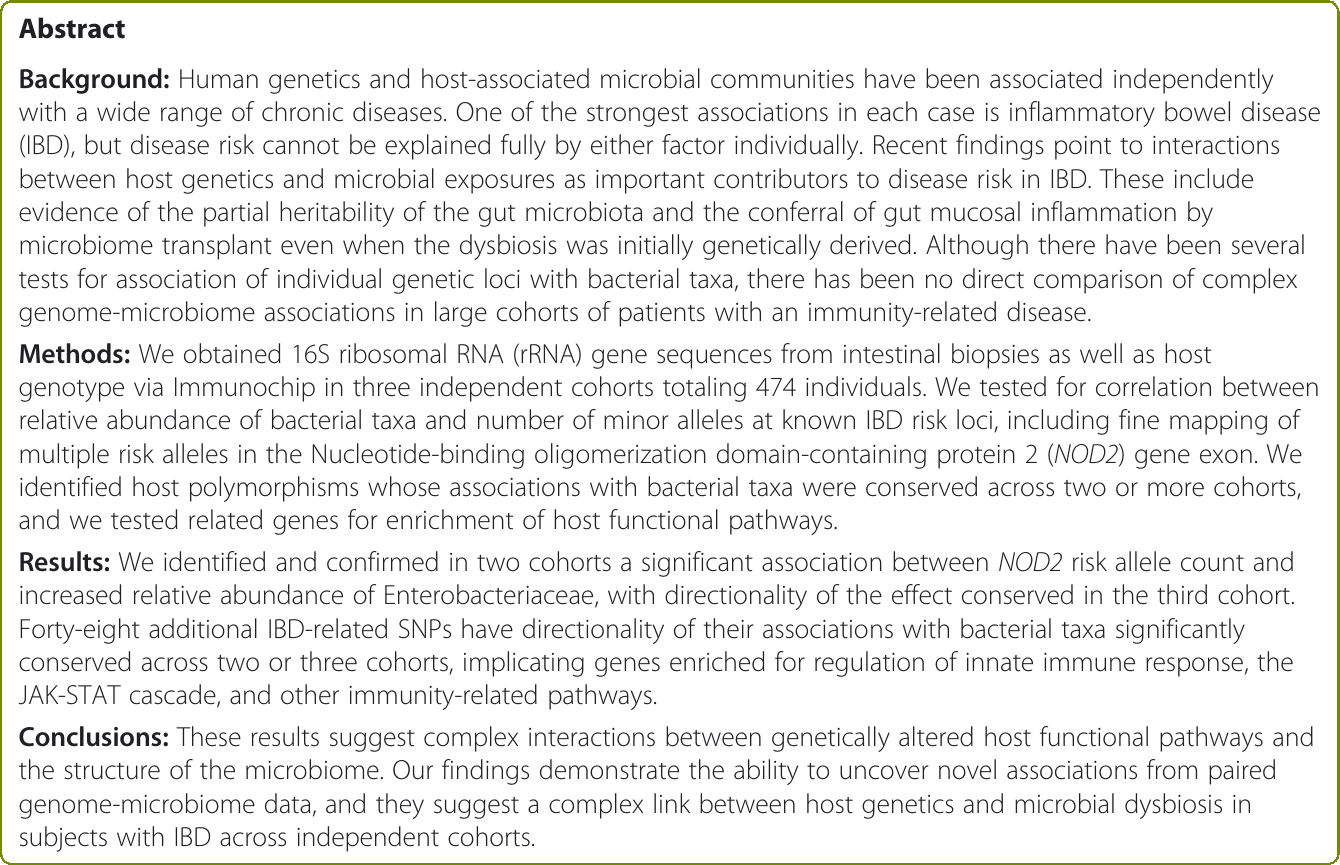 Abstract
Background: Human genetics and host-associated microbial communities have been associated independently
with a wide range of chronic diseases. One of the strongest associations in each case is inflammatory bowel disease
(IBD), but disease risk cannot be explained fully by either factor individually. Recent findings point to interactions
between host genetics and microbial exposures as important contributors to disease risk in IBD. These include
evidence of the partial heritability of the gut microbiota and the conferral of gut mucosal inflammation by
microbiome transplant even when the dysbiosis was initially genetically derived. Although there have been several
tests for association of individual genetic loci with bacterial taxa, there has been no direct comparison of complex
genome-microbiome associations in large cohorts of patients with an immunity-related disease.
Methods: We obtained 16S ribosomal RNA (rRNA) gene sequences from intestinal biopsies as well as host
genotype via Immunochip in three independent cohorts totaling 474 individuals. We tested for correlation between
relative abundance of bacterial taxa and number of minor alleles at known IBD risk loci, including fine mapping of
multiple risk alleles in the Nucleotide-binding oligomerization domain-containing protein 2 (NOD2) gene exon. We
identified host polymorphisms whose associations with bacterial taxa were conserved across two or more cohorts,
and we tested related genes for enrichment of host functional pathways.
Results: We identified and confirmed in two cohorts a significant association between NOD2 risk allele count and
increased relative abundance of Enterobacteriaceae, with directionality of the effect conserved in the third cohort.
Forty-eight additional IBD-related SNPs have directionality of their associations with bacterial taxa significantly
conserved across two or three cohorts, implicating genes enriched for regulation of innate immune response, the
JAK-STAT cascade, and other immunity-related pathways.
Conclusions: These results suggest complex interactions between genetically altered host functional pathways and
the structure of the microbiome. Our findings demonstrate the ability to uncover novel associations from paired
genome-microbiome data, and they suggest a complex link between host genetics and microbial dysbiosis in
subjects with IBD across independent cohorts.